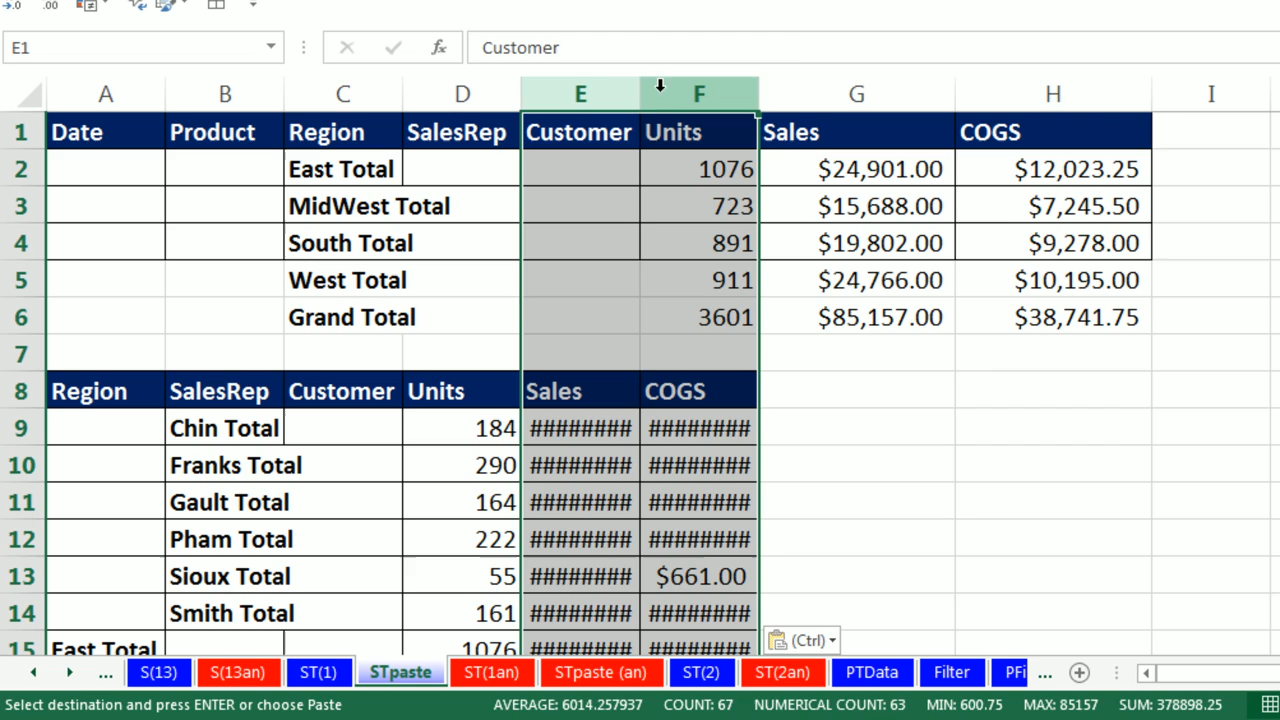 .00
E1 fx Customer
A B C D E F G H I
1 Date Product Region SalesRep Customer Units Sales COGS
2 East Total 1076 $24,901.00 $12,023.25
3 MidWest Total 723 $15,688.00 $7,245.50
4 South Total 891 $19,802.00 $9,278.00
5 West Total 911 $24,766.00 $10,195.00
6 Grand Total 3601 $85,157.00 $38,741.75
7
8 Region SalesRep Customer Units Sales COGS
9 Chin Total 184 ######## ########
10 Franks Total 290 ######## ########
11 Gault Total 164 ######## ########
12 Pham Total 222 ######## ########
13 Sioux Total 55 ######## $661.00
14 Smith Total 161 ######## ########
15 East Total 1076 ######## ########
(Ctrl)
... S(13) S(13an) ST(1) STpaste ST(1an) STpaste (an) ST(2) ST(2an) PTData Filter PFi ...
Select destination and press ENTER or choose Paste AVERAGE: 6014.257937 COUNT: 67 NUMERICAL COUNT: 63 MIN: 600.75 MAX: 85157 SUM: 378898.25